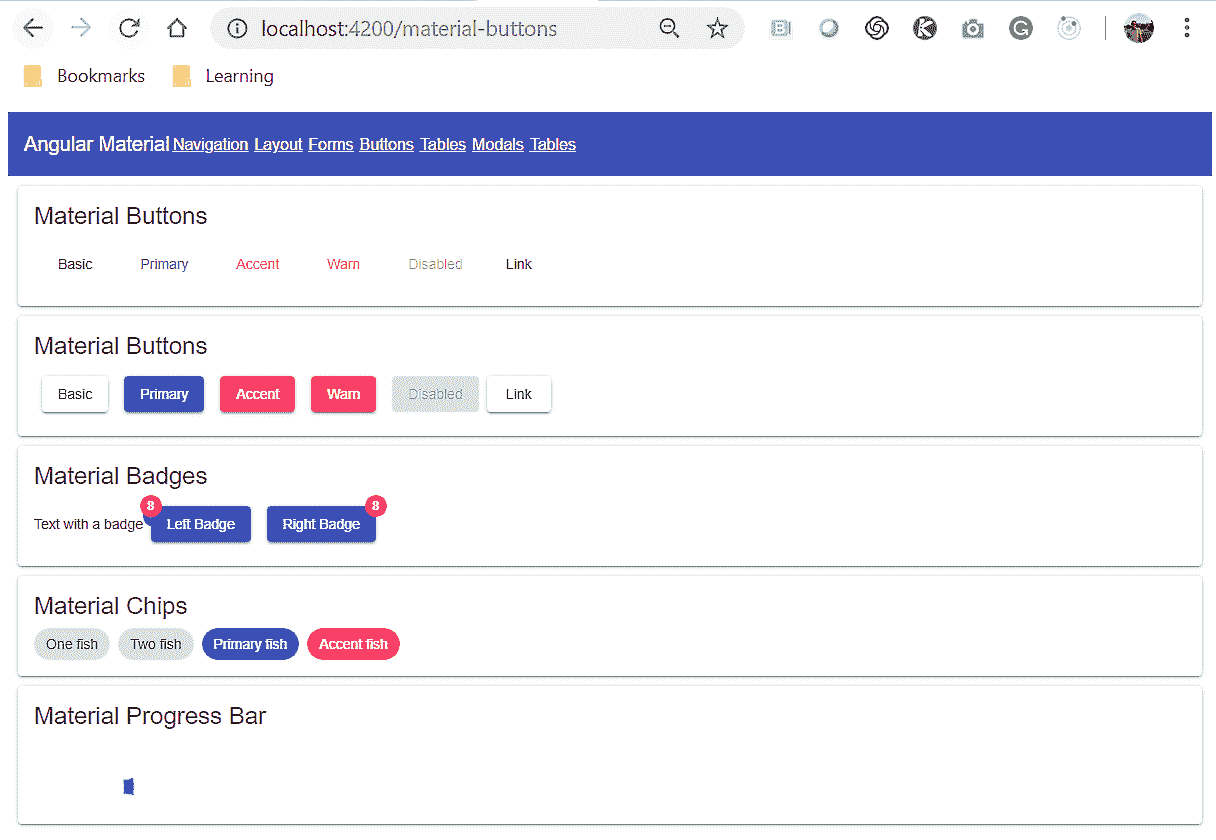 localhost:4200/material-buttons
Bookmarks Learning
Angular Material Navigation Layout Forms Buttons Tables Modals Tables
Material Buttons
Basic Primary Accent Warn Disabled Link
Material Buttons
Basic Primary Accent Warn Disabled Link
Material Badges
8 8
Text with a badge Left Badge Right Badge
Material Chips
One fish Two fish Primary fish Accent fish
Material Progress Bar